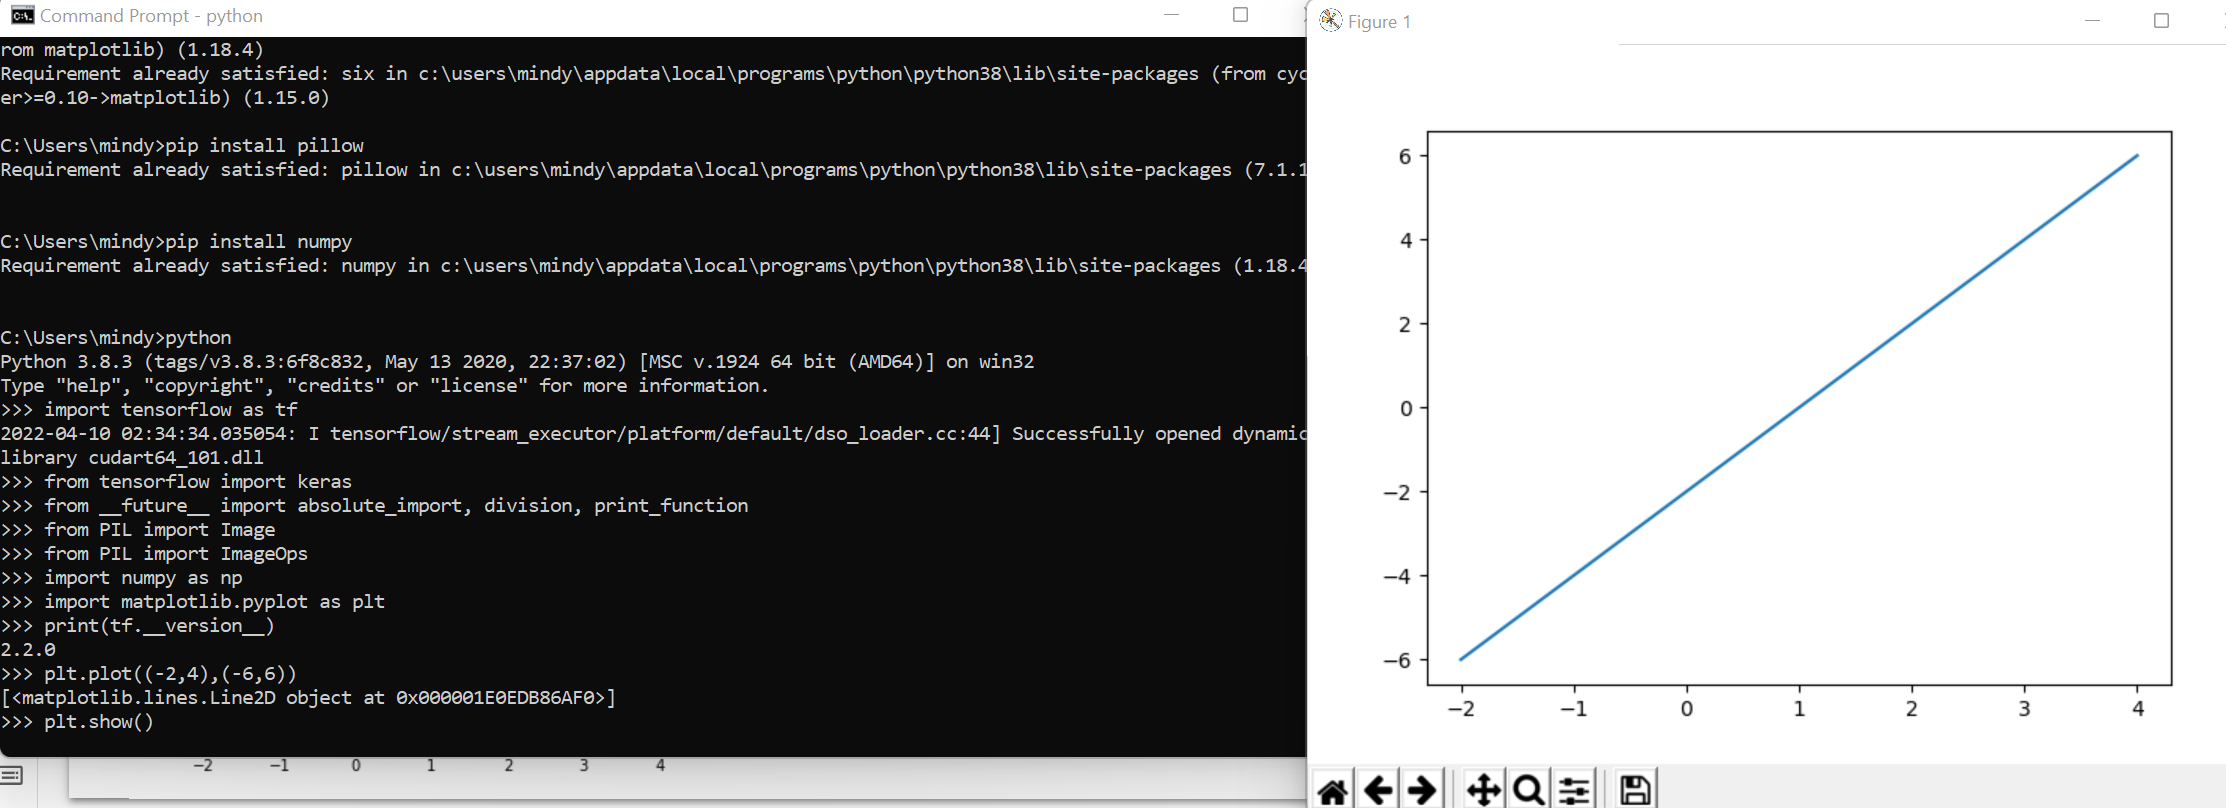 Command Prompt - python
rom matplotlib) (1.18.4)
Requirement already satisfied: six in c:\users\mindy\appdata\local\programs\python\python38\lib\site-packages (from cyc
er>=0.10->matplotlib) (1.15.0)
C:\Users\mindy>pip install pillow
Requirement already satisfied: pillow in c:\users\mindy\appdata\local\programs\python\python38\lib\site-packages (7.1.1
C:\Users\mindy>pip install numpy
Requirement already satisfied: numpy in c:\users\mindy\appdata\local\programs\python\python38\lib\site-packages (1.18.4
C:\Users\mindy>python
Python 3.8.3 (tags/v3.8.3:6f8c832, May 13 2020, 22:37:02) [MSC v.1924 64 bit (AMD64)] on win32
Type "help", "copyright", "credits" or "license" for more information.
>>> import tensorflow as tf
2022-04-10 02:34:34.035054: I tensorflow/stream_executor/platform/default/dso_loader.cc:44] Successfully opened dynamic
library cudart64_101.dll
>>> from tensorflow import keras
>>> from __future__ import absolute_import, division, print_function
>>> from PIL import Image
>>> from PIL import ImageOps
>>> import numpy as np
>>> import matplotlib.pyplot as plt
>>> print(tf.__version__)
2.2.0
>>> plt.plot((-2,4),(-6,6))
[<matplotlib.lines.Line2D object at 0x000001E0EDB86AF0>]
>>> plt.show()
−2 −1 0 1 2 3 4
Figure 1
6
4
2
0
−2
−4
−6
−2 −1 0 1 2 3 4